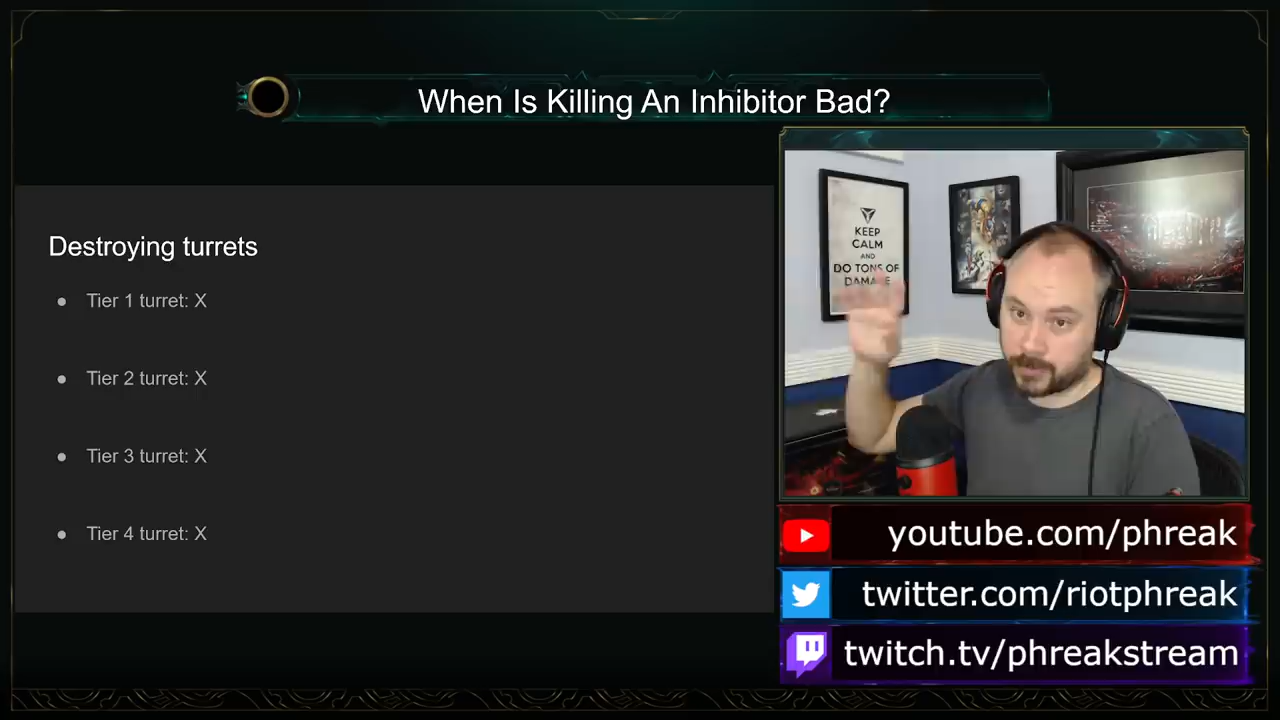 When Is Killing An Inhibitor Bad?
Destroying turrets
● Tier 1 turret: X
● Tier 2 turret: X
● Tier 3 turret: X
● Tier 4 turret: X
KEEP
CALM
AND
DO TONS OF
DAMAGE
youtube.com/phreak
twitter.com/riotphreak
twitch.tv/phreakstream